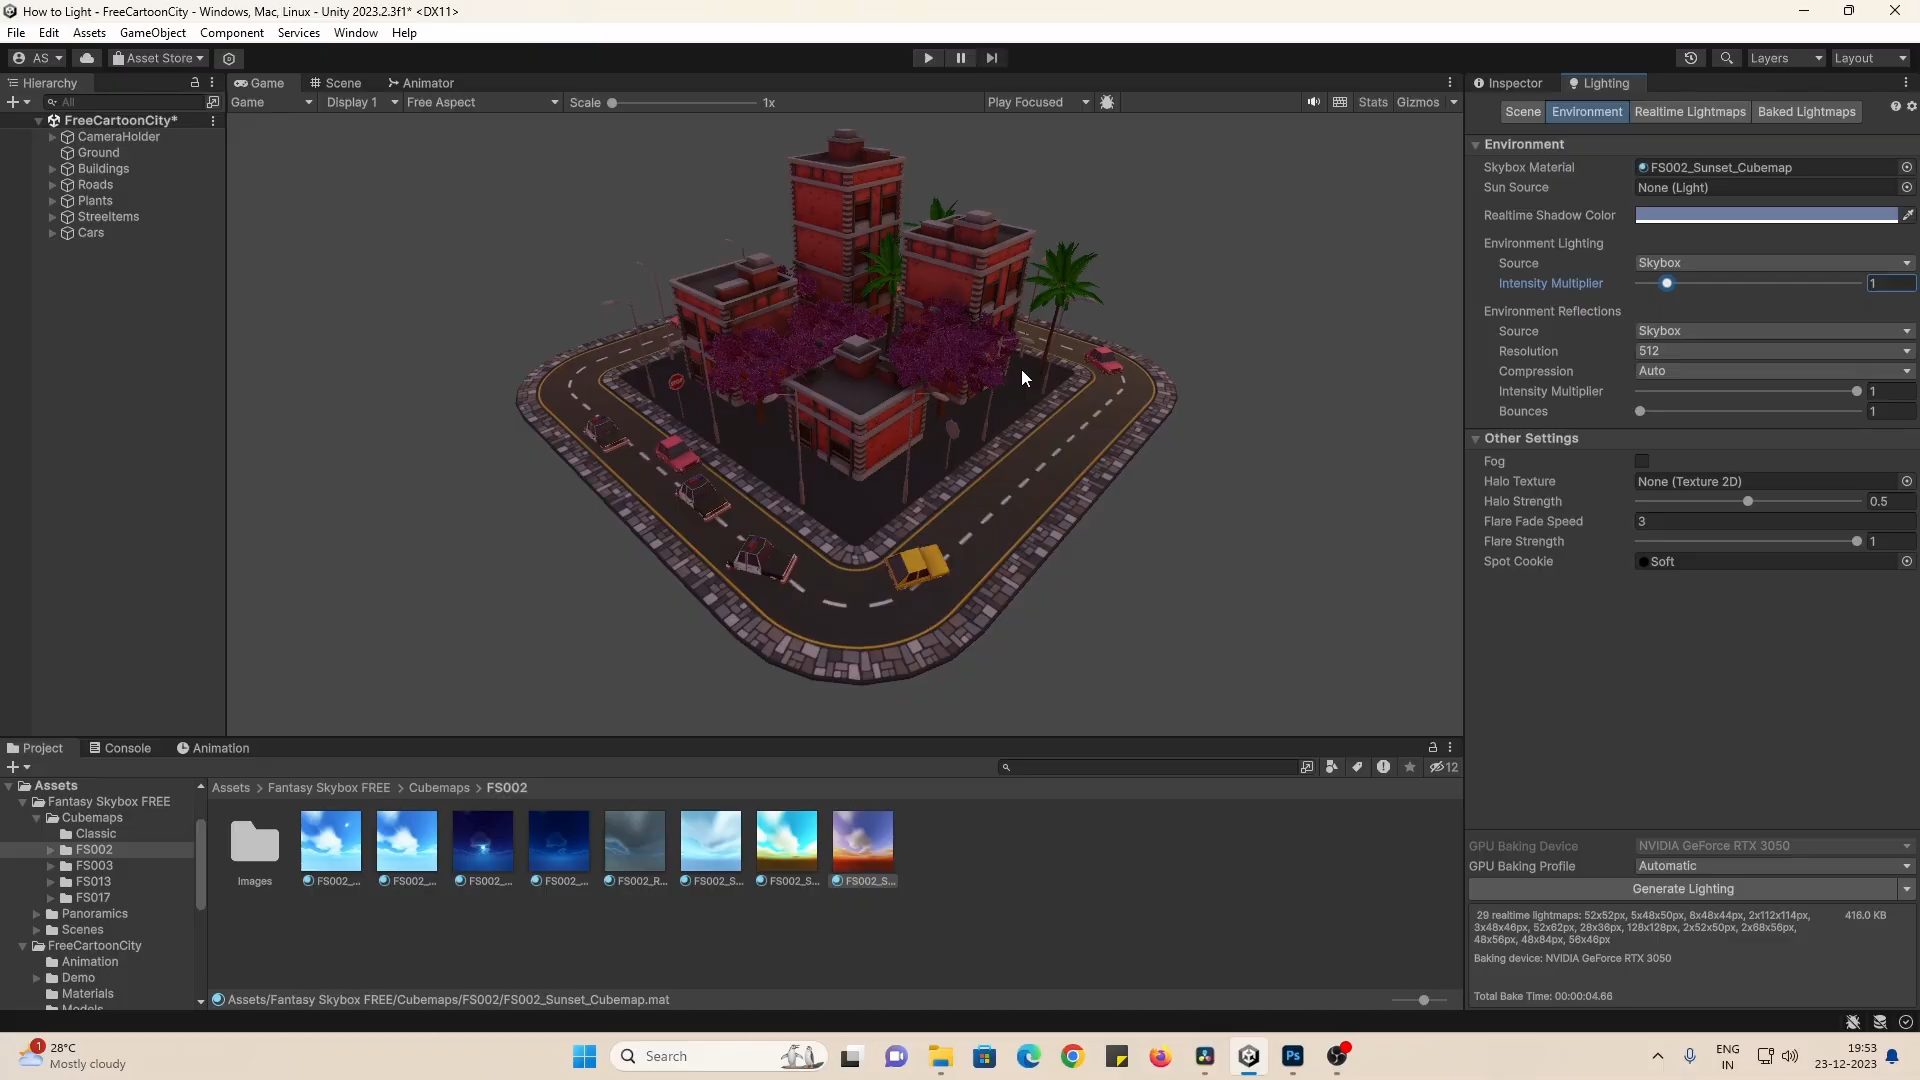 How to Light - FreeCartoonCity - Windows, Mac, Linux - Unity 2023.2.3f1* <DX11>
File Edit Assets GameObject Component Services Window Help
AS Asset Store Layers Layout
Hierarchy Game Scene Animator Inspector Lighting
All Game Display 1 Free Aspect Scale 1x Play Focused Stats Gizmos
Scene Environment Realtime Lightmaps Baked Lightmaps
FreeCartoonCity*
CameraHolder
Ground
Buildings
Roads
Plants
StreeItems
Cars
STOP
Environment
Skybox Material FS002_Sunset_Cubemap
Sun Source None (Light)
Realtime Shadow Color
Environment Lighting
Source Skybox
Intensity Multiplier 1
Environment Reflections
Source Skybox
Resolution 512
Compression Auto
Intensity Multiplier 1
Bounces 1
Other Settings
Fog
Halo Texture None (Texture 2D)
Halo Strength 0.5
Flare Fade Speed 3
Flare Strength 1
Spot Cookie Soft
GPU Baking Device NVIDIA GeForce RTX 3050
GPU Baking Profile Automatic
Generate Lighting
29 realtime lightmaps: 52x52px, 5x48x50px, 8x48x44px, 2x112x114px, 416.0 KB
3x48x46px, 52x62px, 28x36px, 128x128px, 2x52x50px, 2x68x56px,
48x56px, 48x84px, 56x46px
Baking device: NVIDIA GeForce RTX 3050
Total Bake Time: 00:00:04.66
Project Console Animation
12
Assets
Fantasy Skybox FREE
Cubemaps
Classic
FS002
FS003
FS013
FS017
Panoramics
Scenes
FreeCartoonCity
Animation
Demo
Materials
Models
Assets > Fantasy Skybox FREE > Cubemaps > FS002
Images FS002_... FS002_... FS002_... FS002_... FS002_R... FS002_S... FS002_S... FS002_S...
Assets/Fantasy Skybox FREE/Cubemaps/FS002/FS002_Sunset_Cubemap.mat
1
28°C
Mostly cloudy
Search
Ps
ENG
IN
19:53
23-12-2023